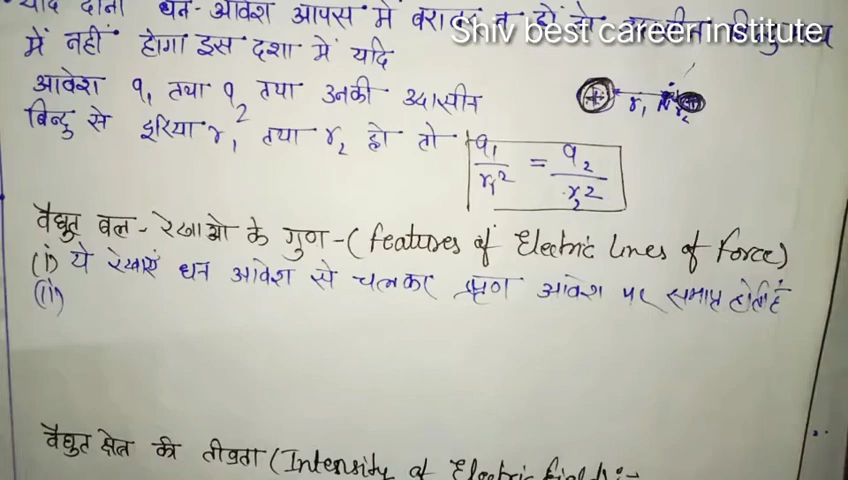 यदि दोनों धन-आवेश आपस में बराबर न हों तो
Shiv best career institute
में नहीं होगा इस दशा में यदि
आवेश q₁ तथा q₂ तथा उनकी उदासीन
r₁ N r₂
बिन्दु से दूरिया r₁ तथा r₂ हो तो q₁/r₁² = q₂/r₂²
वैद्युत बल-रेखाओ के गुण-(features of Electric lines of force)
(i) ये रेखाएं धन आवेश से चलकर ऋण आवेश पर समाप्त होती हैं
(ii)
वैद्युत क्षेत्र की तीव्रता (Intensity of Electric field):-